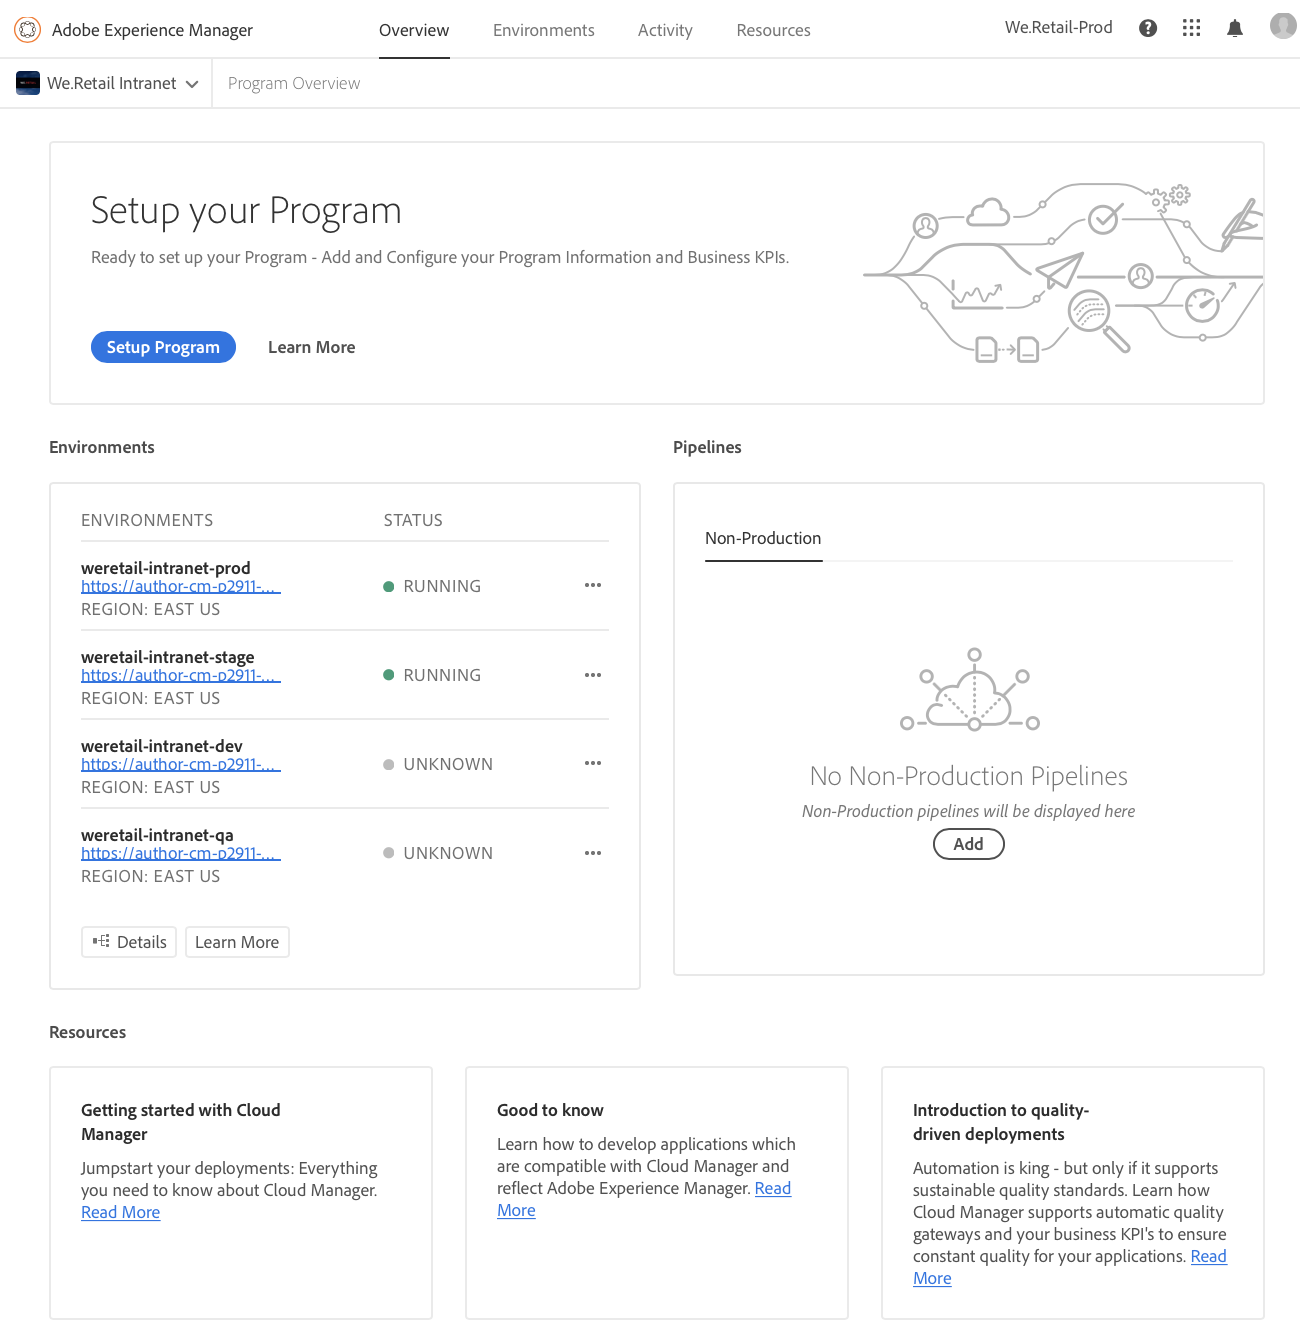 Adobe Experience Manager
Overview
Environments
Activity
Resources
We.Retail-Prod
We.Retail Intranet
Program Overview
Setup your Program
Ready to set up your Program - Add and Configure your Program Information and Business KPIs.
Setup Program
Learn More
Environments
ENVIRONMENTS
STATUS
weretail-intranet-prod
https://author-cm-p2911-...
REGION: EAST US
RUNNING
weretail-intranet-stage
https://author-cm-p2911-...
REGION: EAST US
RUNNING
weretail-intranet-dev
https://author-cm-p2911-...
REGION: EAST US
UNKNOWN
weretail-intranet-qa
https://author-cm-p2911-...
REGION: EAST US
UNKNOWN
Details
Learn More
Pipelines
Non-Production
No Non-Production Pipelines
Non-Production pipelines will be displayed here
Add
Resources
Getting started with Cloud
Manager
Jumpstart your deployments: Everything
you need to know about Cloud Manager.
Read More
Good to know
Learn how to develop applications which
are compatible with Cloud Manager and
reflect Adobe Experience Manager. Read
More
Introduction to quality-
driven deployments
Automation is king - but only if it supports
sustainable quality standards. Learn how
Cloud Manager supports automatic quality
gateways and your business KPI's to ensure
constant quality for your applications. Read
More